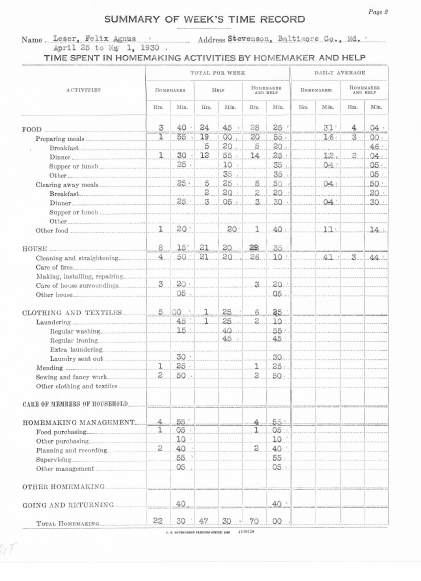 Page 9
SUMMARY OF WEEK'S TIME RECORD
Name Leser, Felix Agnus Address Stevenson, Baltimore Co., Md.
April 25 to May 1, 1930
TIME SPENT IN HOMEMAKING ACTIVITIES BY HOMEMAKER AND HELP
ACTIVITIES TOTAL FOR WEEK DAILY AVERAGE
HOMEMAKER HELP HOMEMAKER AND HELP HOMEMAKER HOMEMAKER AND HELP
Hrs. Min. Hrs. Min. Hrs. Min. Hrs. Min. Hrs. Min.
FOOD 3 40 24 45 28 25 31 4 04
Preparing meals 1 55 19 00 20 55 16 3 00
Breakfast 5 20 5 20 46
Dinner 1 30 12 55 14 25 12 2 04
Supper or lunch 25 10 35 04 05
Other 35 35 05
Clearing away meals 25 5 25 5 50 04 50
Breakfast 2 20 2 20 20
Dinner 25 3 05 3 30 04 30
Supper or lunch
Other
Other food 1 20 20 1 40 11 14
HOUSE 8 15 21 20 35
Cleaning and straightening 4 50 21 20 26 10 41 3 44
Care of fires
Making, installing, repairing
Care of house surroundings 3 20 3 20
Other house 05 05
CLOTHING AND TEXTILES 5 00 1 25 6 25
Laundering 45 1 25 2 10
Regular washing 15 40 55
Regular ironing 45 45
Extra laundering
Laundry sent out 30 30
Mending 1 25 1 25
Sewing and fancy work 2 50 2 50
Other clothing and textiles
CARE OF MEMBERS OF HOUSEHOLD
HOMEMAKING MANAGEMENT 4 55 4 55
Food purchasing 1 05 1 05
Other purchasing 10 10
Planning and recording 2 40 2 40
Supervising 55 55
Other management 05 05
OTHER HOMEMAKING
GOING AND RETURNING 40 40
TOTAL HOMEMAKING 22 30 47 30 70 00